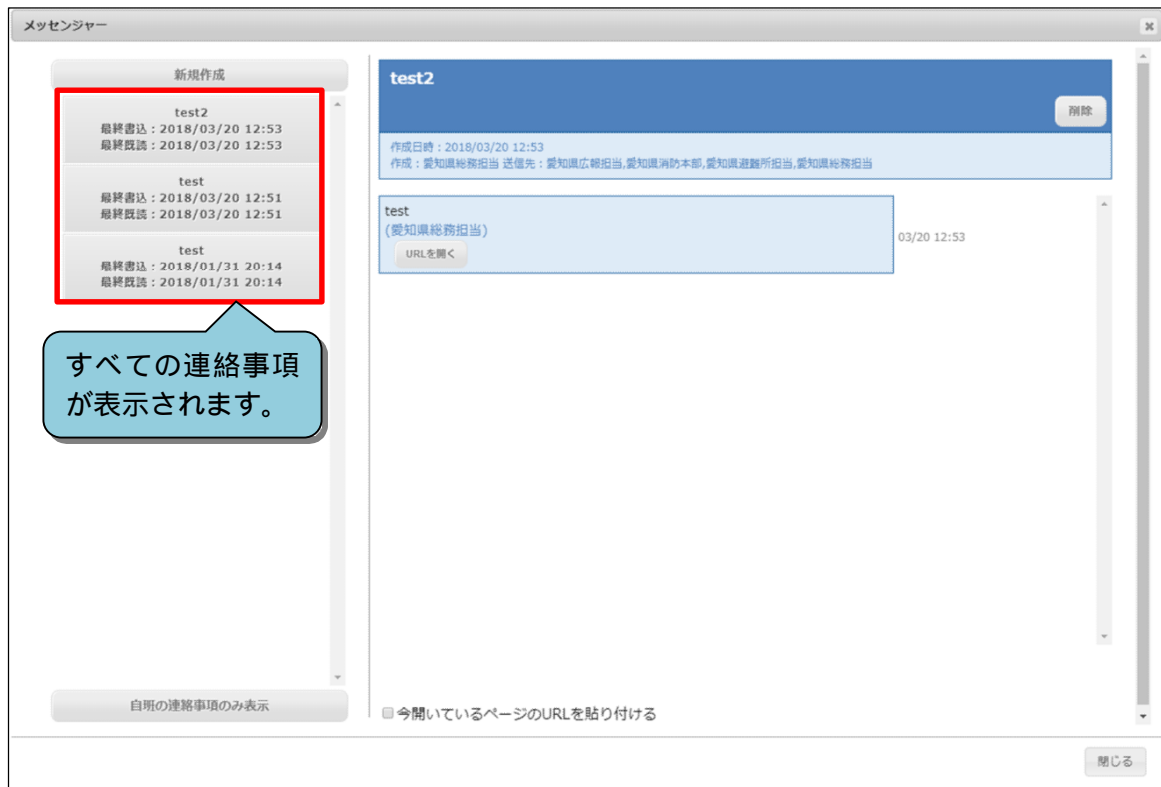 メッセンジャー
新規作成
test2
最終書込：2018/03/20 12:53
最終既読：2018/03/20 12:53
test
最終書込：2018/03/20 12:51
最終既読：2018/03/20 12:51
test
最終書込：2018/01/31 20:14
最終既読：2018/01/31 20:14
すべての連絡事項
が表示されます。
自班の連絡事項のみ表示
test2
削除
作成日時：2018/03/20 12:53
作成：愛知県総務担当 送信先：愛知県広報担当,愛知県消防本部,愛知県避難所担当,愛知県総務担当
test
(愛知県総務担当)
URLを開く
03/20 12:53
今開いているページのURLを貼り付ける
閉じる